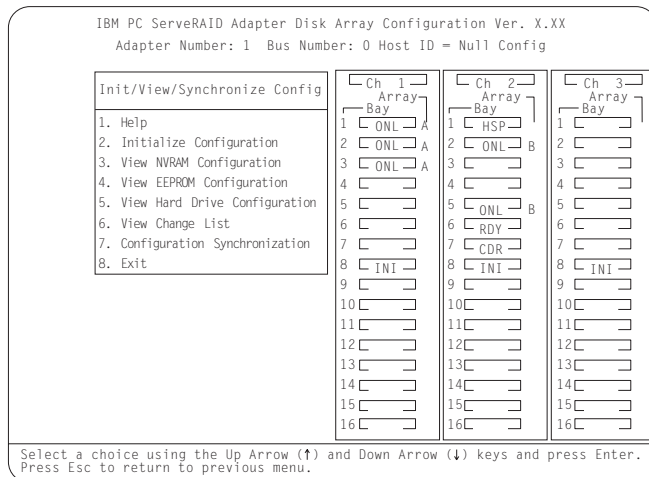 IBM PC ServeRAID Adapter Disk Array Configuration Ver. X.XX
Adapter Number: 1 Bus Number: 0 Host ID = Null Config
Init/View/Synchronize Config
1. Help
2. Initialize Configuration
3. View NVRAM Configuration
4. View EEPROM Configuration
5. View Hard Drive Configuration
6. View Change List
7. Configuration Synchronization
8. Exit
Ch 1
Array
Bay
1 ONL A
2 ONL A
3 ONL A
4
5
6
7
8 INI
9
10
11
12
13
14
15
16
Ch 2
Array
Bay
1 HSP
2 ONL B
3
4
5 ONL B
6 RDY
7 CDR
8 INI
9
10
11
12
13
14
15
16
Ch 3
Array
Bay
1
2
3
4
5
6
7
8 INI
9
10
11
12
13
14
15
16
Select a choice using the Up Arrow (↑) and Down Arrow (↓) keys and press Enter.
Press Esc to return to previous menu.